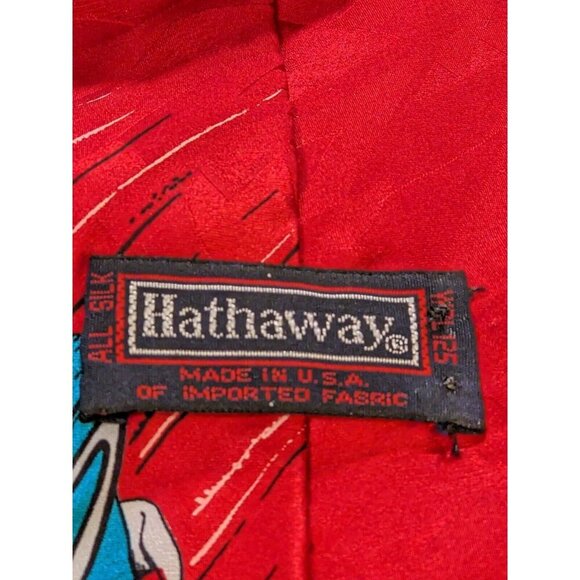 ALL SILK
Hathaway®
MADE IN U.S.A.
OF IMPORTED FABRIC